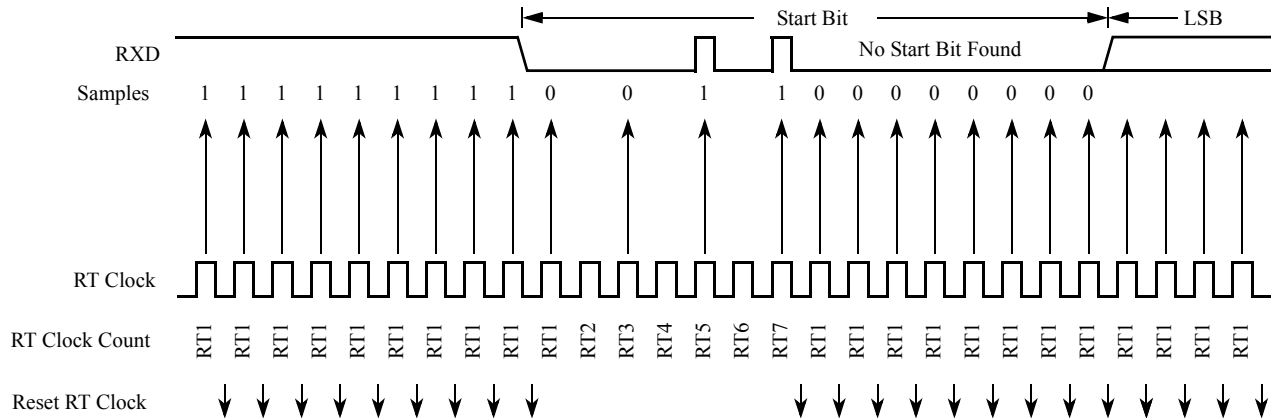 Start Bit LSB
RXD No Start Bit Found
Samples 1 1 1 1 1 1 1 1 1 0 0 1 1 0 0 0 0 0 0 0 0
RT Clock
RT Clock Count RT1 RT1 RT1 RT1 RT1 RT1 RT1 RT1 RT1 RT1 RT2 RT3 RT4 RT5 RT6 RT7 RT1 RT1 RT1 RT1 RT1 RT1 RT1 RT1 RT1 RT1 RT1 RT1
Reset RT Clock